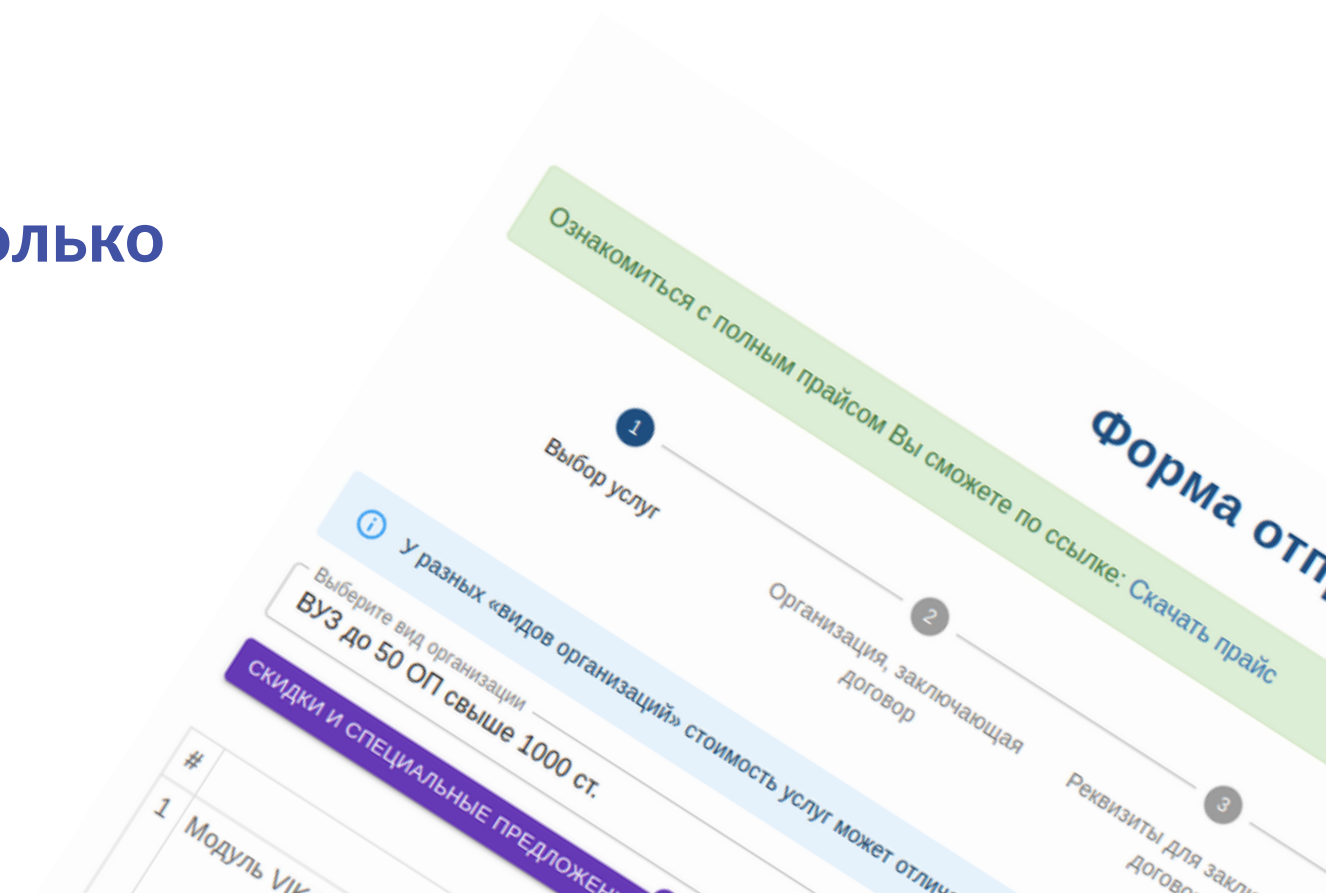 олько
Форма отп
Ознакомиться с полным прайсом Вы сможете по ссылке: Скачать прайс
1
Выбор услуг
2
Организация, заключающая
договор
3
Реквизиты для закл
догово
У разных «видов организаций» стоимость услуг может отлича
Выберите вид организации
ВУЗ до 50 ОП свыше 1000 ст.
СКИДКИ И СПЕЦИАЛЬНЫЕ ПРЕДЛОЖЕН
#
1
Модуль VIK